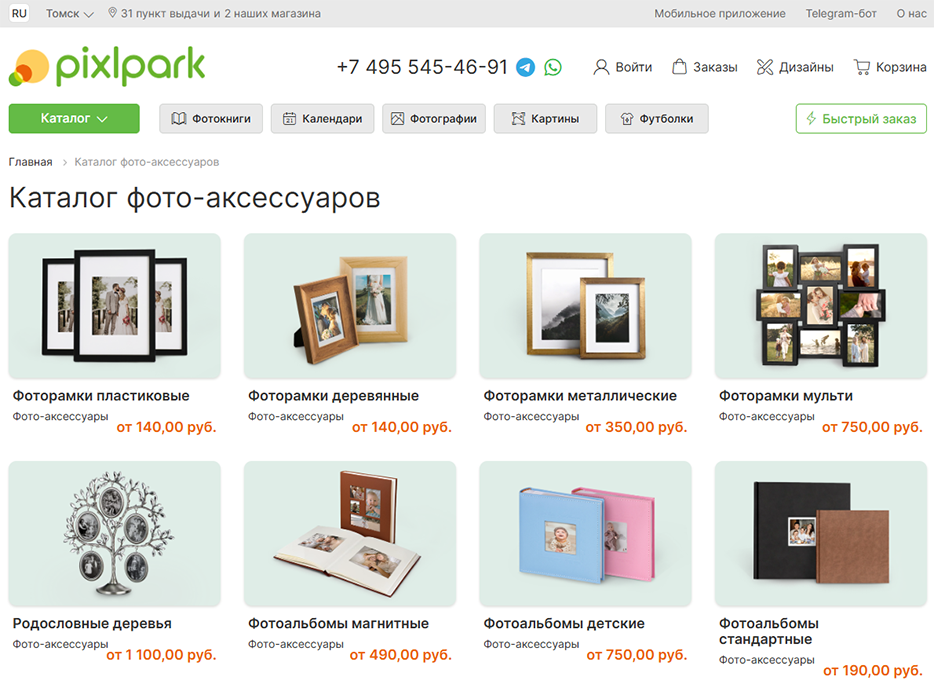 RU Томск 31 пункт выдачи и 2 наших магазина Мобильное приложение Telegram-бот О нас
pixlpark +7 495 545-46-91 Войти Заказы Дизайны Корзина
Каталог Фотокниги Календари Фотографии Картины Футболки Быстрый заказ
Главная Каталог фото-аксессуаров
Каталог фото-аксессуаров
Фоторамки пластиковые
Фото-аксессуары
от 140,00 руб.
Фоторамки деревянные
Фото-аксессуары
от 140,00 руб.
Фоторамки металлические
Фото-аксессуары
от 350,00 руб.
Фоторамки мульти
Фото-аксессуары
от 750,00 руб.
Родословные деревья
Фото-аксессуары
от 1 100,00 руб.
Фотоальбомы магнитные
Фото-аксессуары
от 490,00 руб.
Фотоальбомы детские
Фото-аксессуары
от 750,00 руб.
Фотоальбомы
стандартные
Фото-аксессуары
от 190,00 руб.